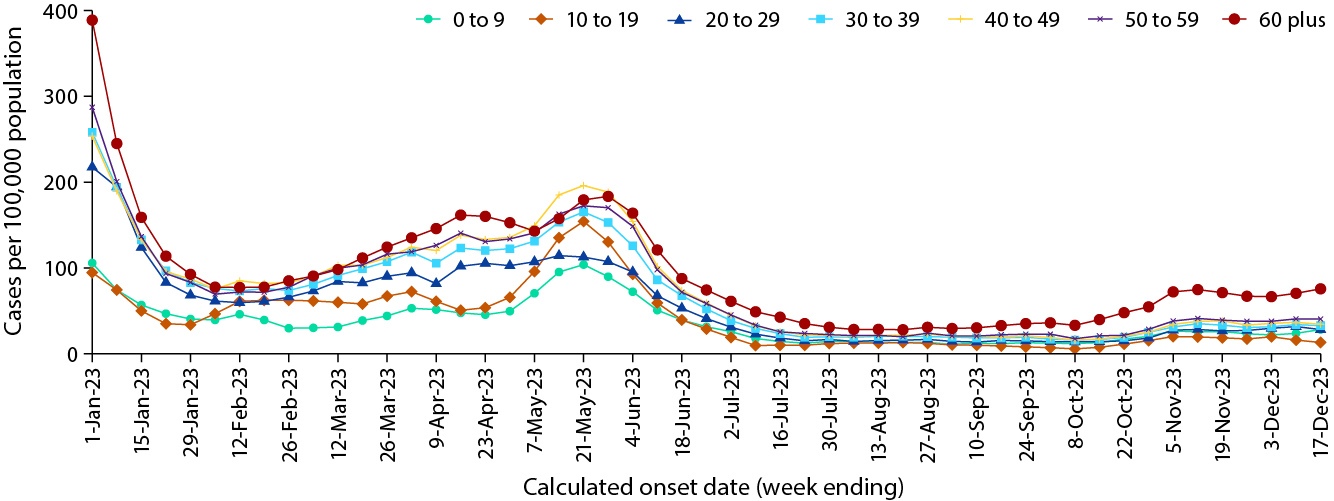 Cases per 100,000 population
400
300
200
100
0
0 to 9 10 to 19 20 to 29 30 to 39 40 to 49 50 to 59 60 plus
1-Jan-23 15-Jan-23 29-Jan-23 12-Feb-23 26-Feb-23 12-Mar-23 26-Mar-23 9-Apr-23 23-Apr-23 7-May-23 21-May-23 4-Jun-23 18-Jun-23 2-Jul-23 16-Jul-23 30-Jul-23 13-Aug-23 27-Aug-23 10-Sep-23 24-Sep-23 8-Oct-23 22-Oct-23 5-Nov-23 19-Nov-23 3-Dec-23 17-Dec-23
Calculated onset date (week ending)